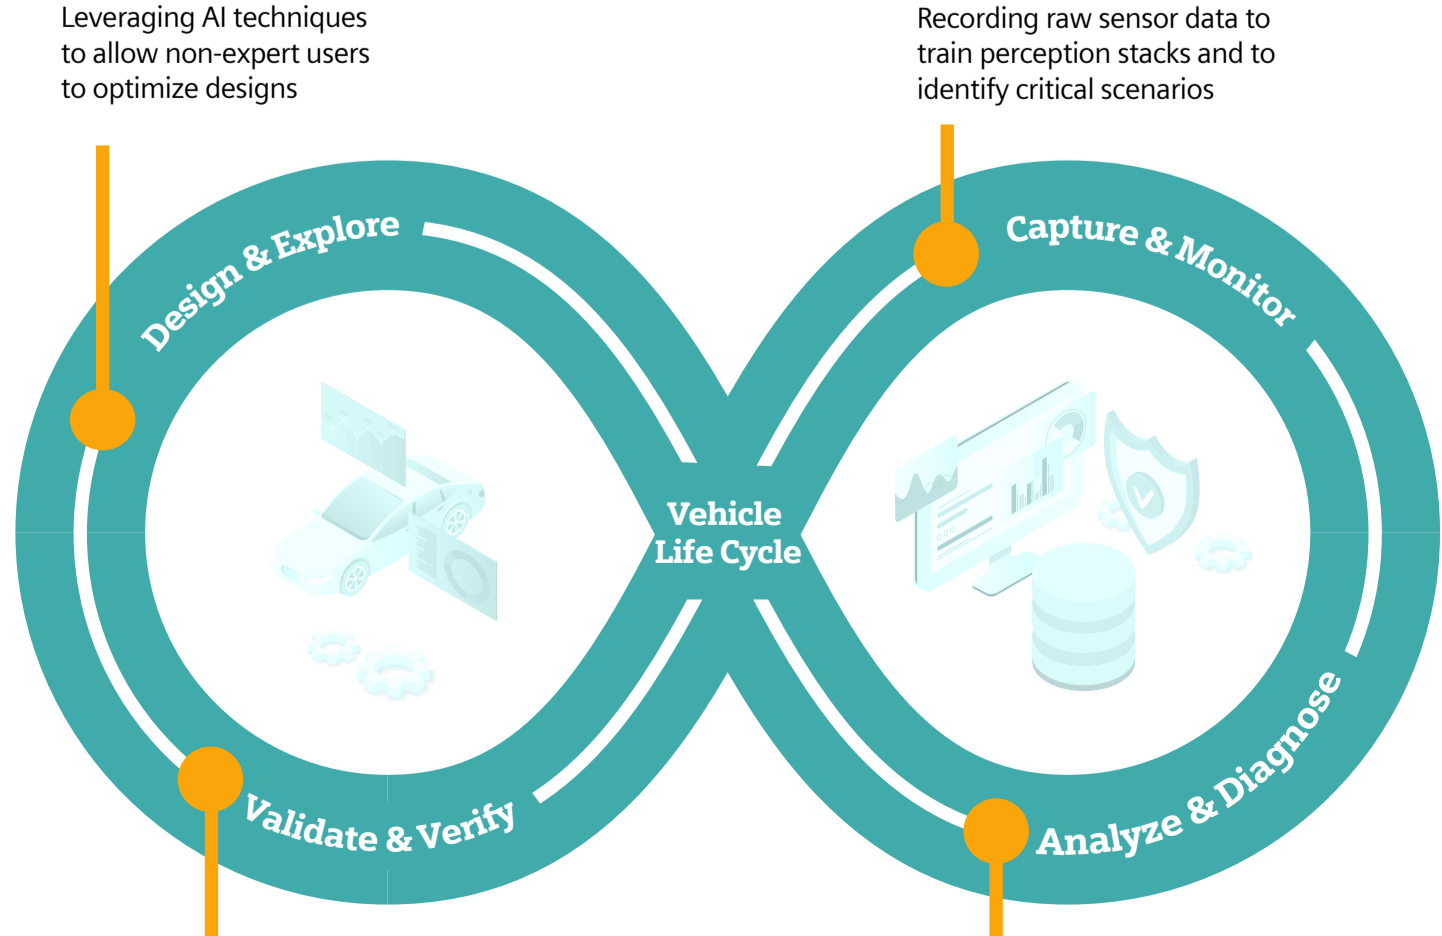 Leveraging AI techniques
to allow non-expert users
to optimize designs
Recording raw sensor data to
train perception stacks and to
identify critical scenarios
Design & Explore
Capture & Monitor
Vehicle
Life Cycle
Validate & Verify
Analyze & Diagnose